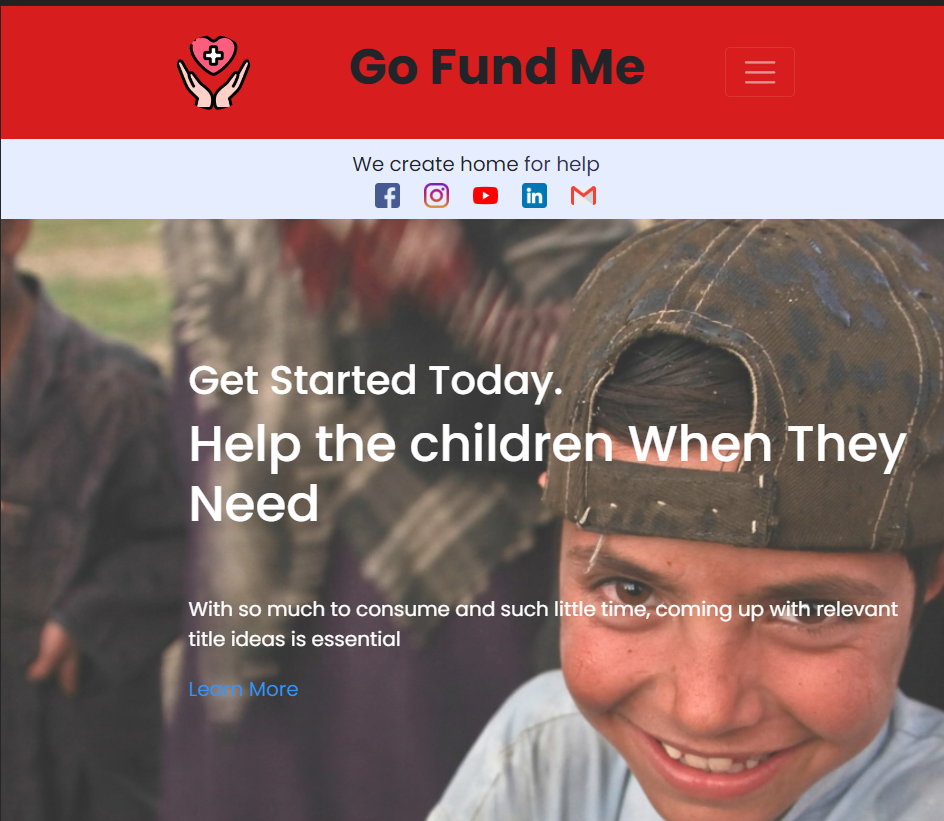 Go Fund Me
We create home for help
Get Started Today.
Help the children When They
Need
With so much to consume and such little time, coming up with relevant
title ideas is essential
Learn More